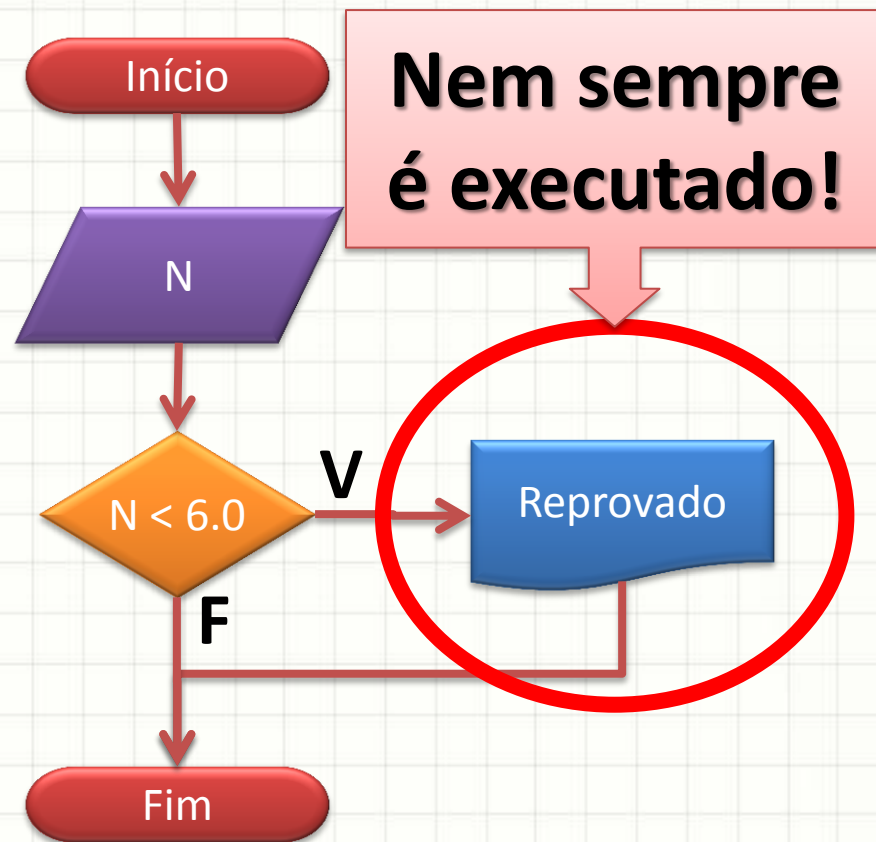 Início
Nem sempre
é executado!
N
N < 6.0
V
Reprovado
F
Fim